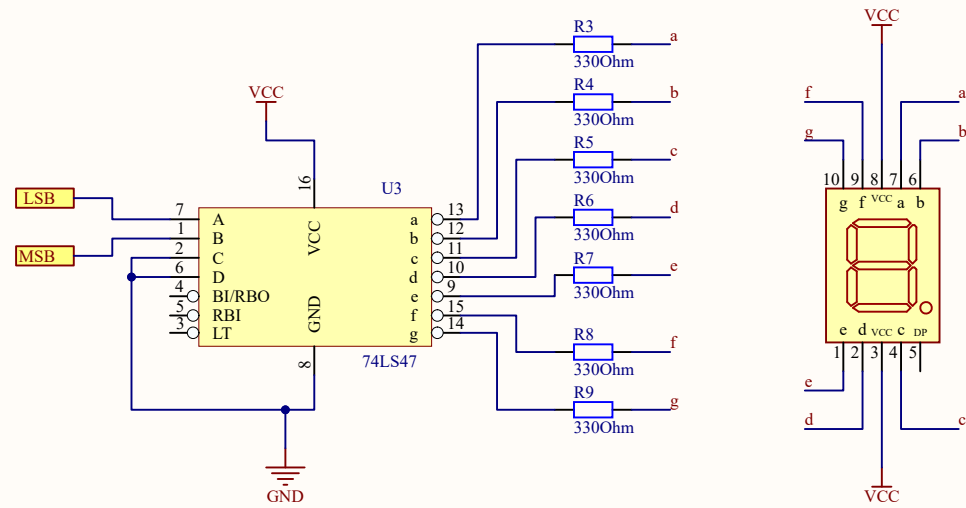 VCC
LSB
MSB
U3
16
7 A
1 B
2 C
6 D
4 BI/RBO
5 RBI
3 LT
VCC
GND
8
a 13
b 12
c 11
d 10
e 9
f 15
g 14
74LS47
GND
R3
330Ohm
a
R4
330Ohm
b
R5
330Ohm
c
R6
330Ohm
d
R7
330Ohm
e
R8
330Ohm
f
R9
330Ohm
g
VCC
f
a
g
b
10 9 8 7 6
g f VCC a b
e d VCC c DP
1 2 3 4 5
e
d
c
VCC